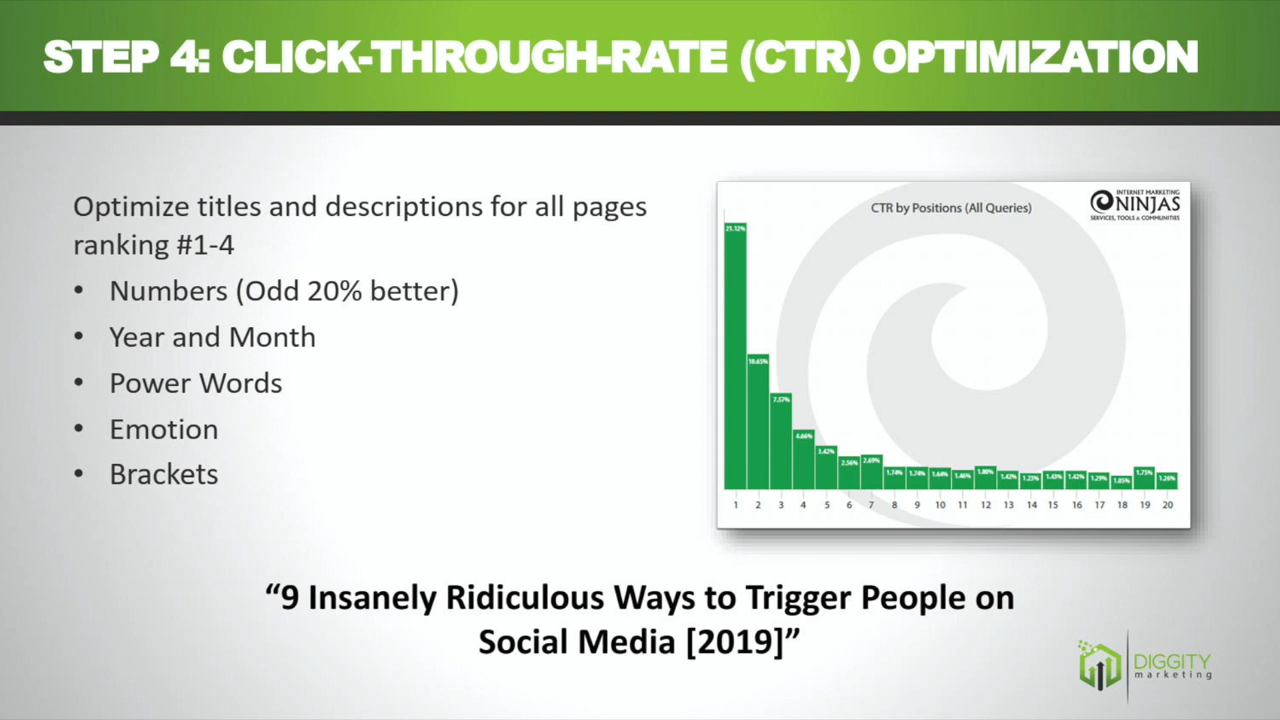 STEP 4: CLICK-THROUGH-RATE (CTR) OPTIMIZATION
Optimize titles and descriptions for all pages
ranking #1-4
• Numbers (Odd 20% better)
• Year and Month
• Power Words
• Emotion
• Brackets
CTR by Positions (All Queries)
INTERNET MARKETING
NINJAS
SERVICES, TOOLS & COMMUNITIES
21.12%
10.65%
7.57%
4.66%
3.42%
2.56%
2.69%
1.74%
1.74%
1.64%
1.46%
1.80%
1.42%
1.23%
1.43%
1.42%
1.29%
1.05%
1.75%
1.26%
1 2 3 4 5 6 7 8 9 10 11 12 13 14 15 16 17 18 19 20
“9 Insanely Ridiculous Ways to Trigger People on
Social Media [2019]”
DIGGITY
marketing